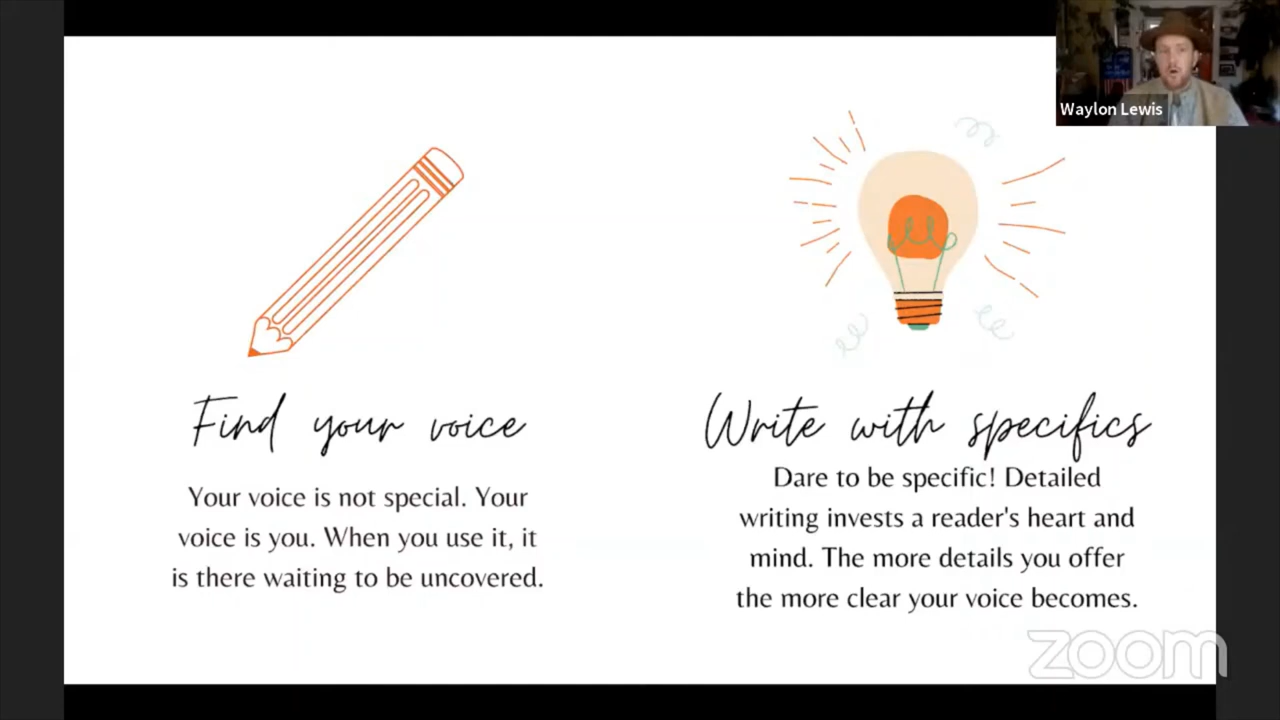 Waylon Lewis
Find your voice
Your voice is not special. Your
voice is you. When you use it, it
is there waiting to be uncovered.
Write with specifics
Dare to be specific! Detailed
writing invests a reader's heart and
mind. The more details you offer
the more clear your voice becomes.
zoom